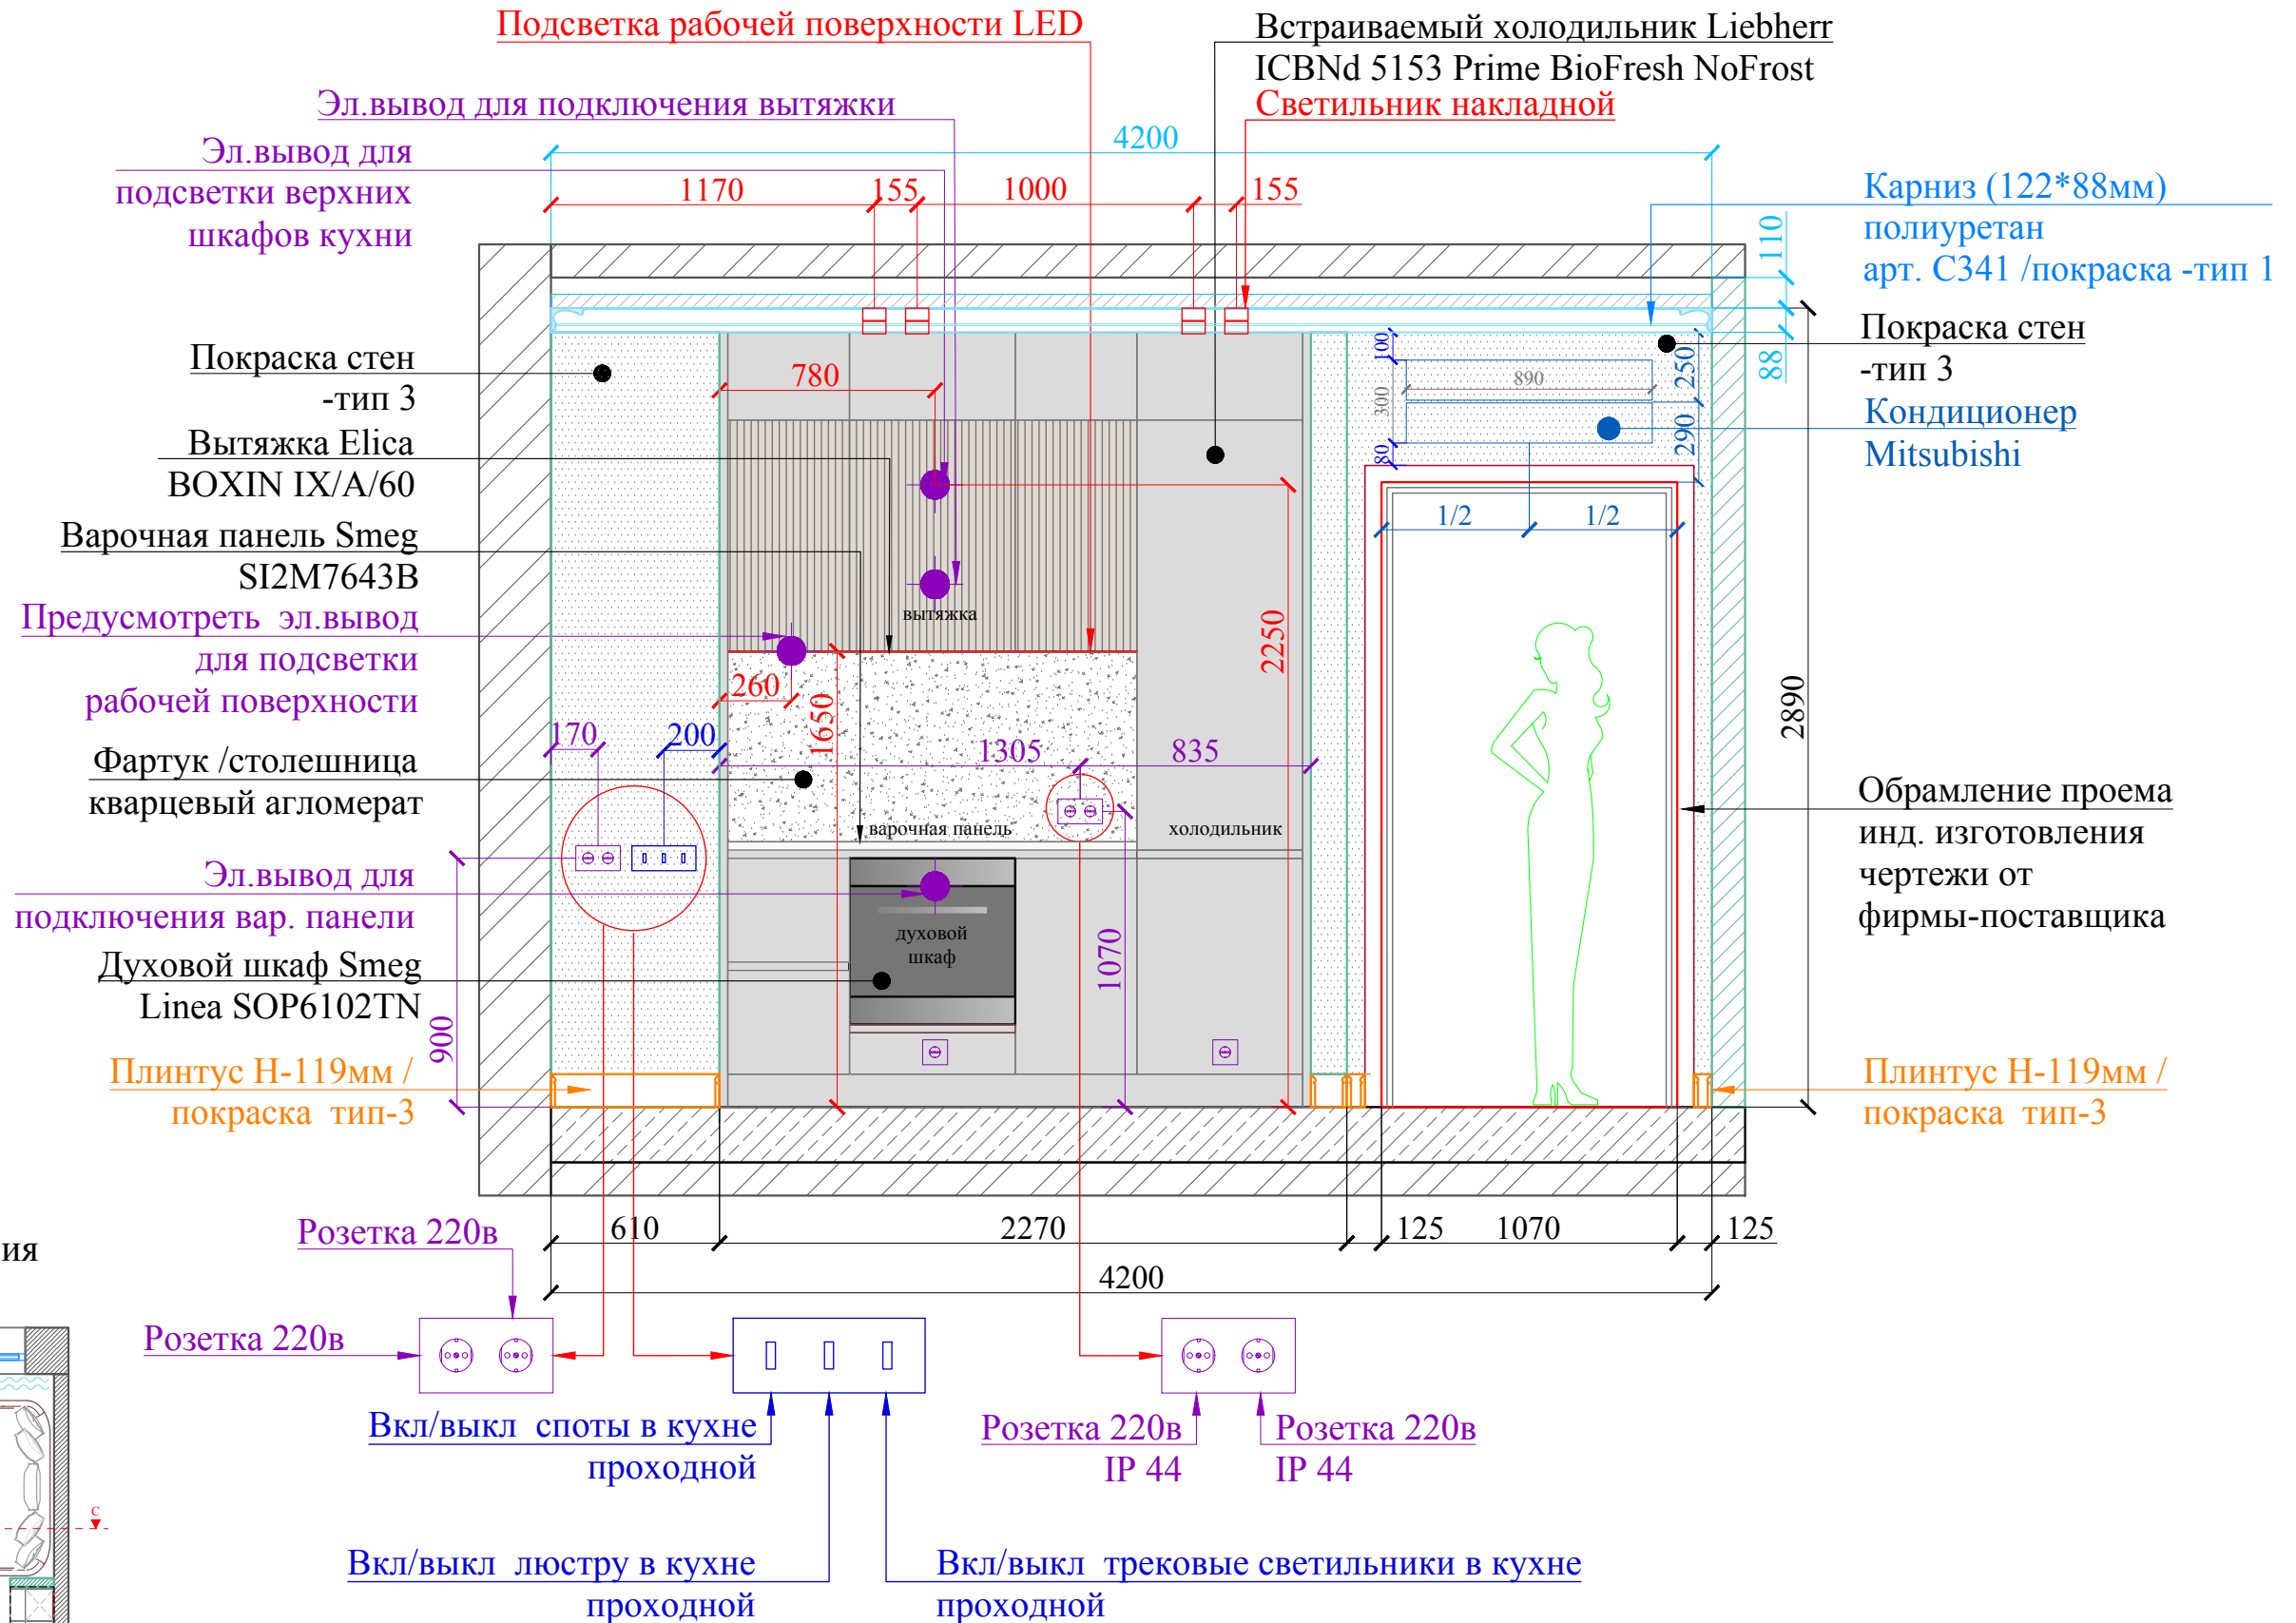 Подсветка рабочей поверхности LED
Встраиваемый холодильник Liebherr
ICBNd 5153 Prime BioFresh NoFrost
Светильник накладной
Эл.вывод для подключения вытяжки
4200
Эл.вывод для
подсветки верхних
шкафов кухни
1170
155
1000
155
Карниз (122*88мм)
полиуретан
арт. С341 /покраска -тип 1
110
88
Покраска стен
-тип 3
Покраска стен
-тип 3
Кондиционер
Mitsubishi
780
100
300
80
890
250
290
1/2
1/2
Вытяжка Elica
BOXIN IX/A/60
Варочная панель Smeg
SI2M7643B
Предусмотреть эл.вывод
для подсветки
рабочей поверхности
вытяжка
2250
2890
260
1650
170
200
1305
835
Фартук /столешница
кварцевый агломерат
варочная панель
холодильник
Обрамление проема
инд. изготовления
чертежи от
фирмы-поставщика
Эл.вывод для
подключения вар. панели
духовой
шкаф
Духовой шкаф Smeg
Linea SOP6102TN
900
1070
Плинтус Н-119мм /
покраска тип-3
Плинтус Н-119мм /
покраска тип-3
610
2270
125
1070
125
4200
ия
Розетка 220в
Розетка 220в
Вкл/выкл споты в кухне
проходной
Розетка 220в
IP 44
Розетка 220в
IP 44
с
Вкл/выкл люстру в кухне
проходной
Вкл/выкл трековые светильники в кухне
проходной